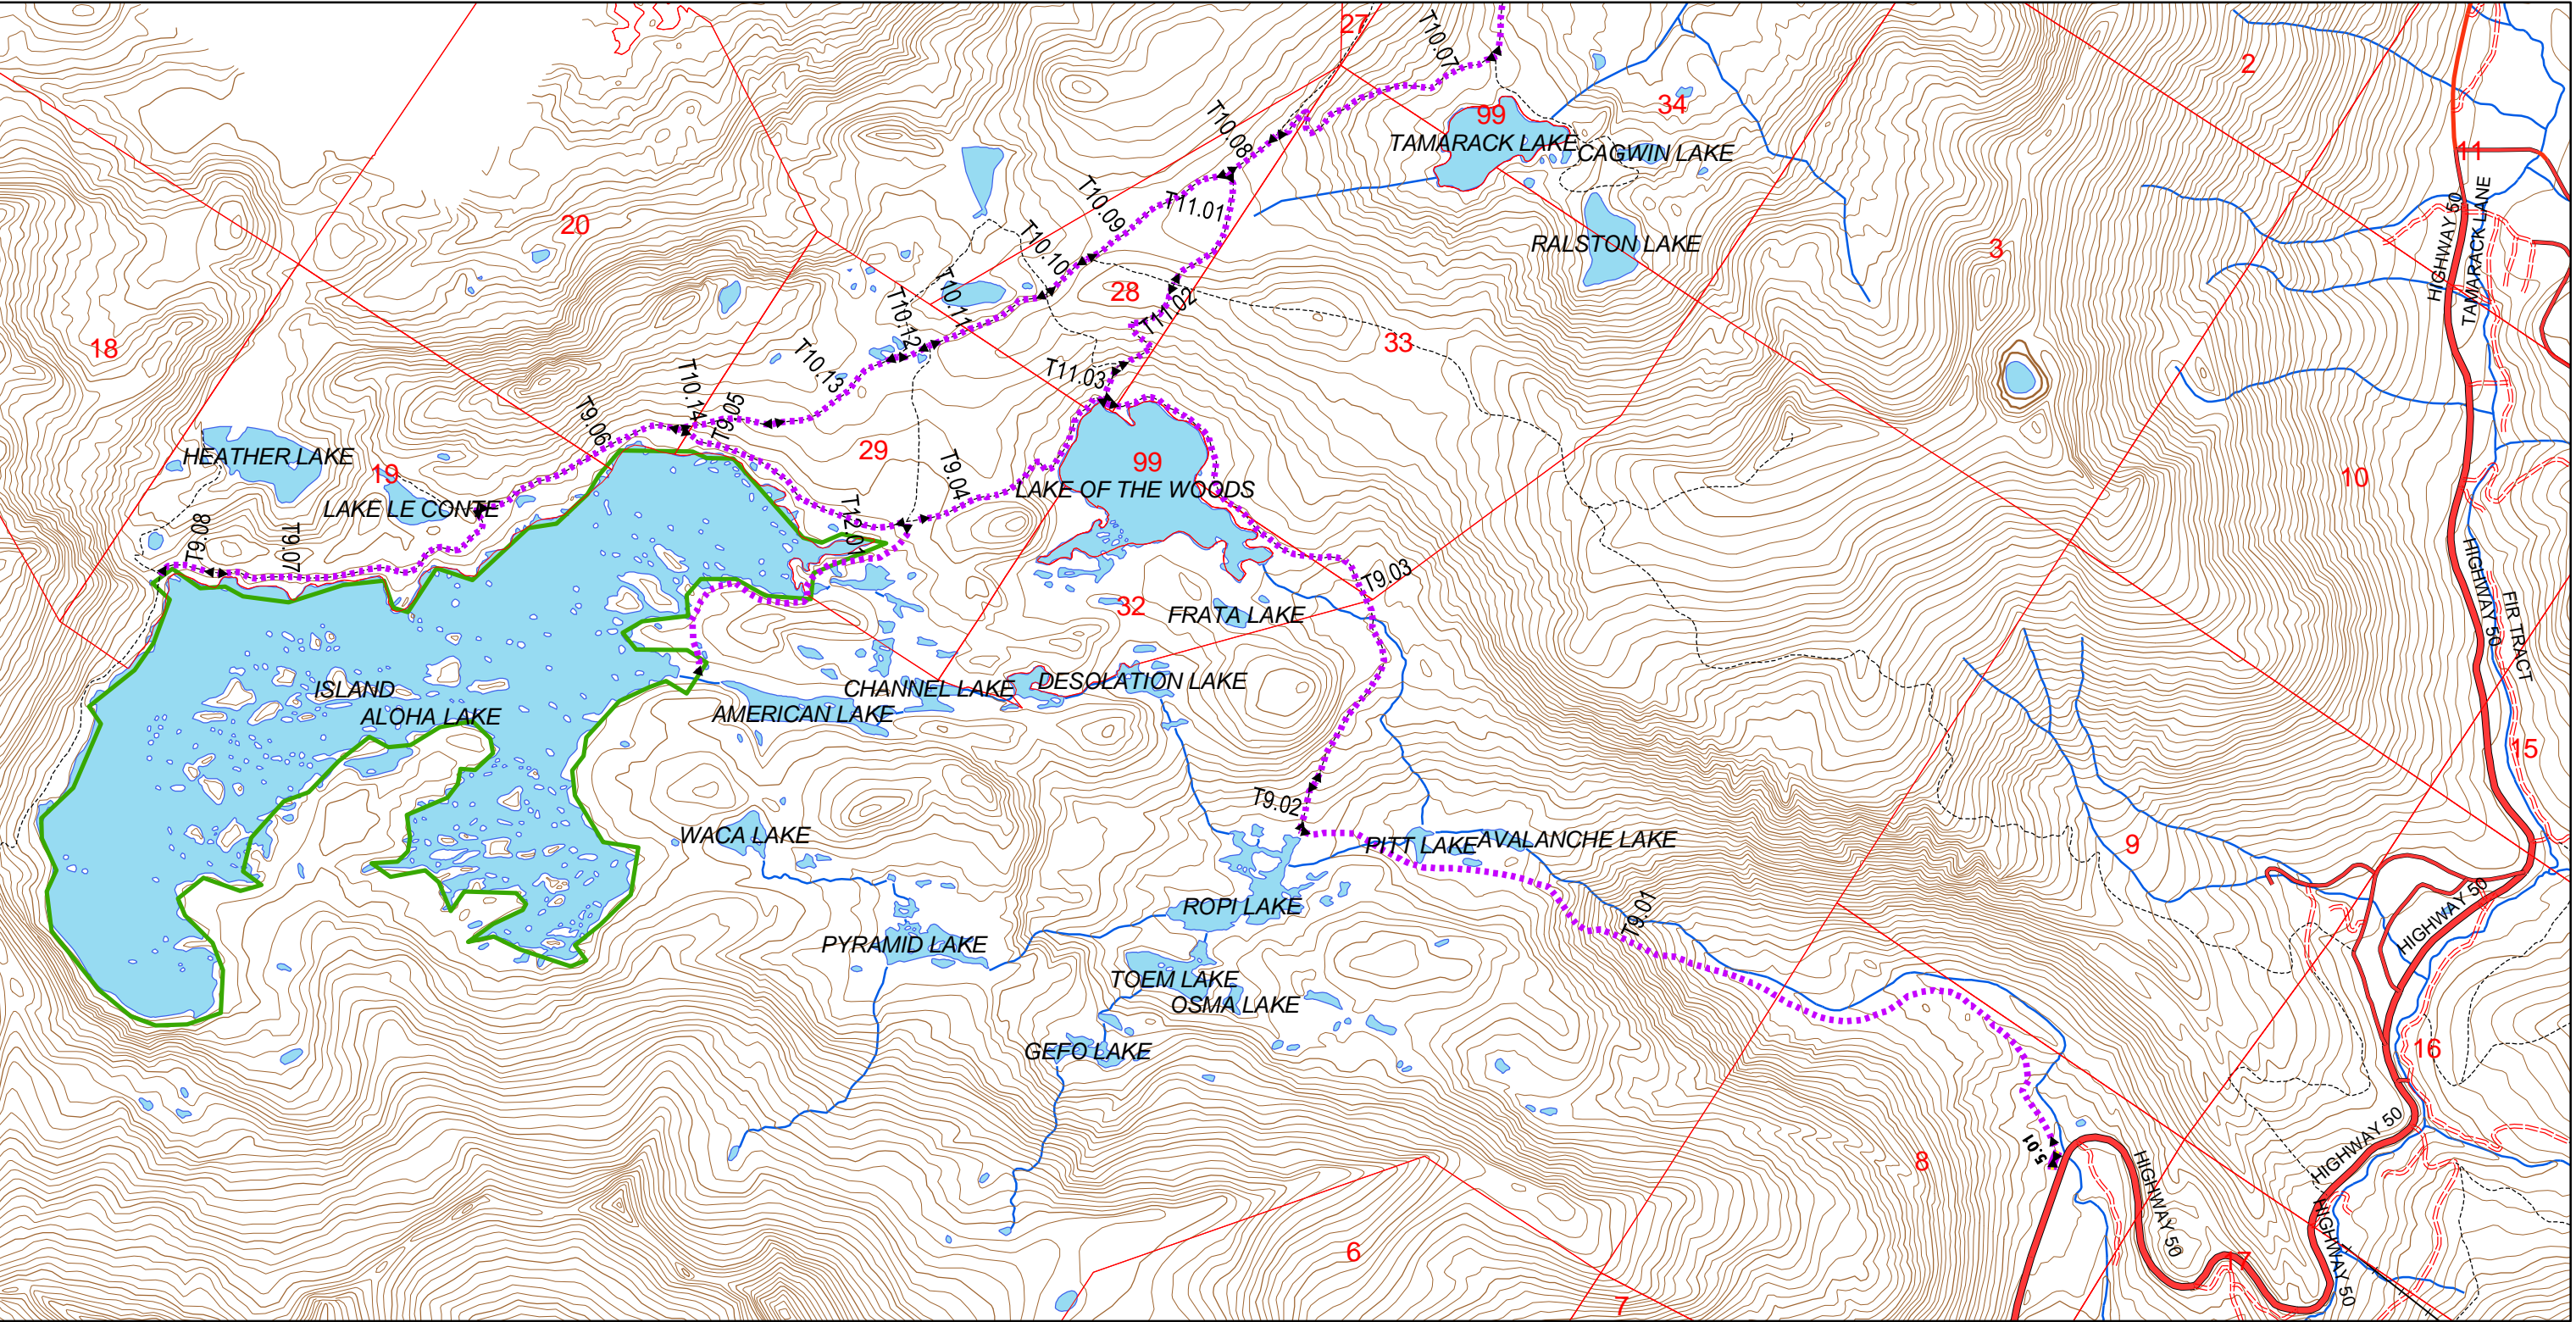 27
T10.07
2
34
99
TAMARACK LAKE
CAGWIN LAKE
T10.08
11
HIGHWAY 50
TAMARACK LANE
20
T10.09
T11.01
T10.10
RALSTON LAKE
3
28
T10.11
T10.12
T11.02
18
T10.13
33
T11.03
T10.14
T9.05
T9.06
HEATHER LAKE
19
29
T9.04
99
LAKE OF THE WOODS
10
LAKE LE CONTE
T9.08
T9.07
T12.01
HIGHWAY 50
FIR TRACT
T9.03
32
FRATA LAKE
ISLAND
CHANNEL LAKE
DESOLATION LAKE
ALOHA LAKE
AMERICAN LAKE
15
T9.02
WACA LAKE
PITT LAKE
AVALANCHE LAKE
9
ROPI LAKE
T9.01
HIGHWAY 50
PYRAMID LAKE
TOEM LAKE
OSMA LAKE
GEFO LAKE
16
5.01
8
HIGHWAY 50
HIGHWAY 50
HIGHWAY 50
6
17
7